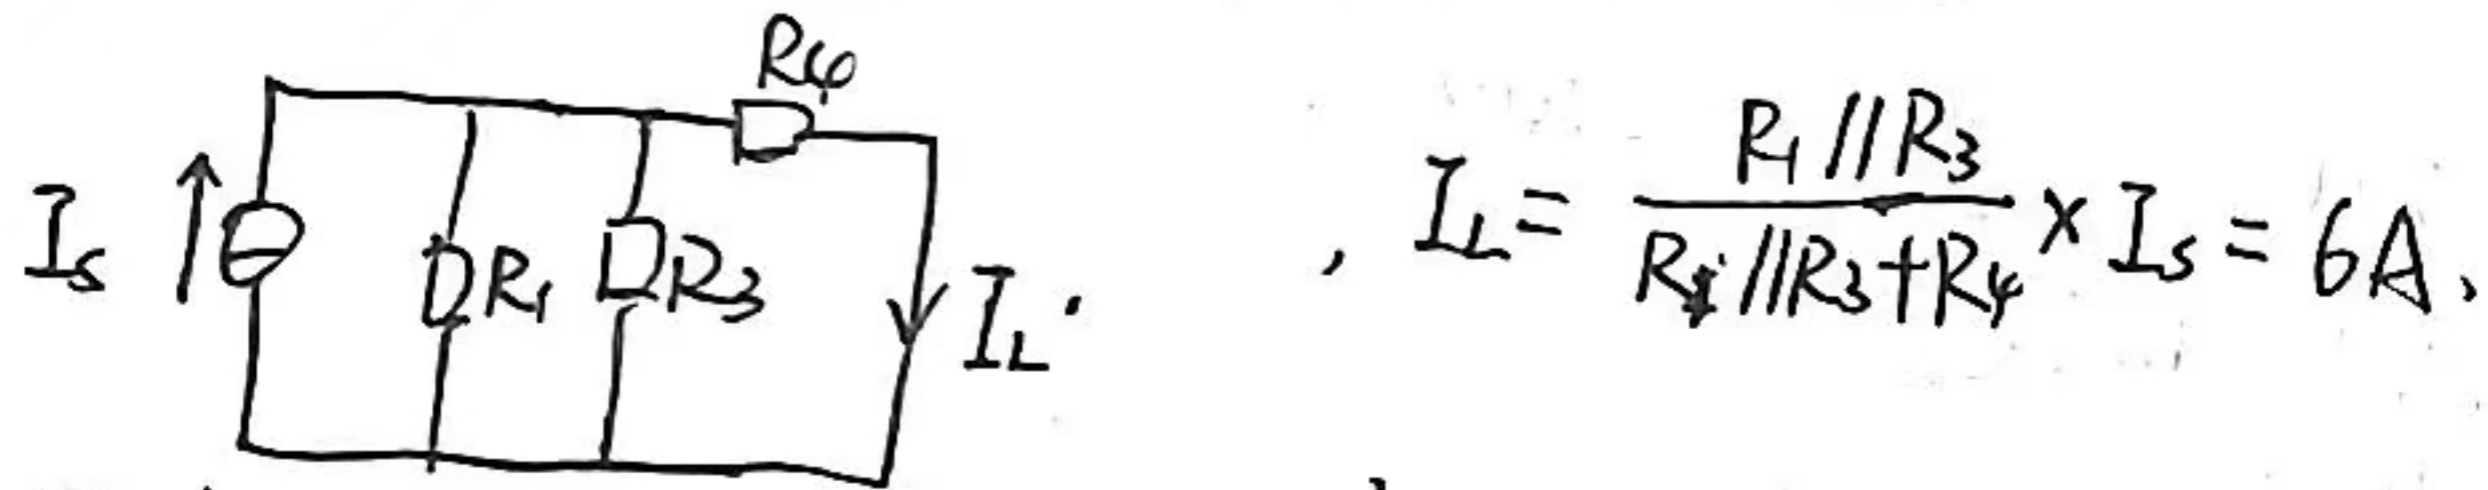 R4
Is
R1
R3
IL
, IL = R1 // R3 / R1 // R3 + R4 × Is = 6A,